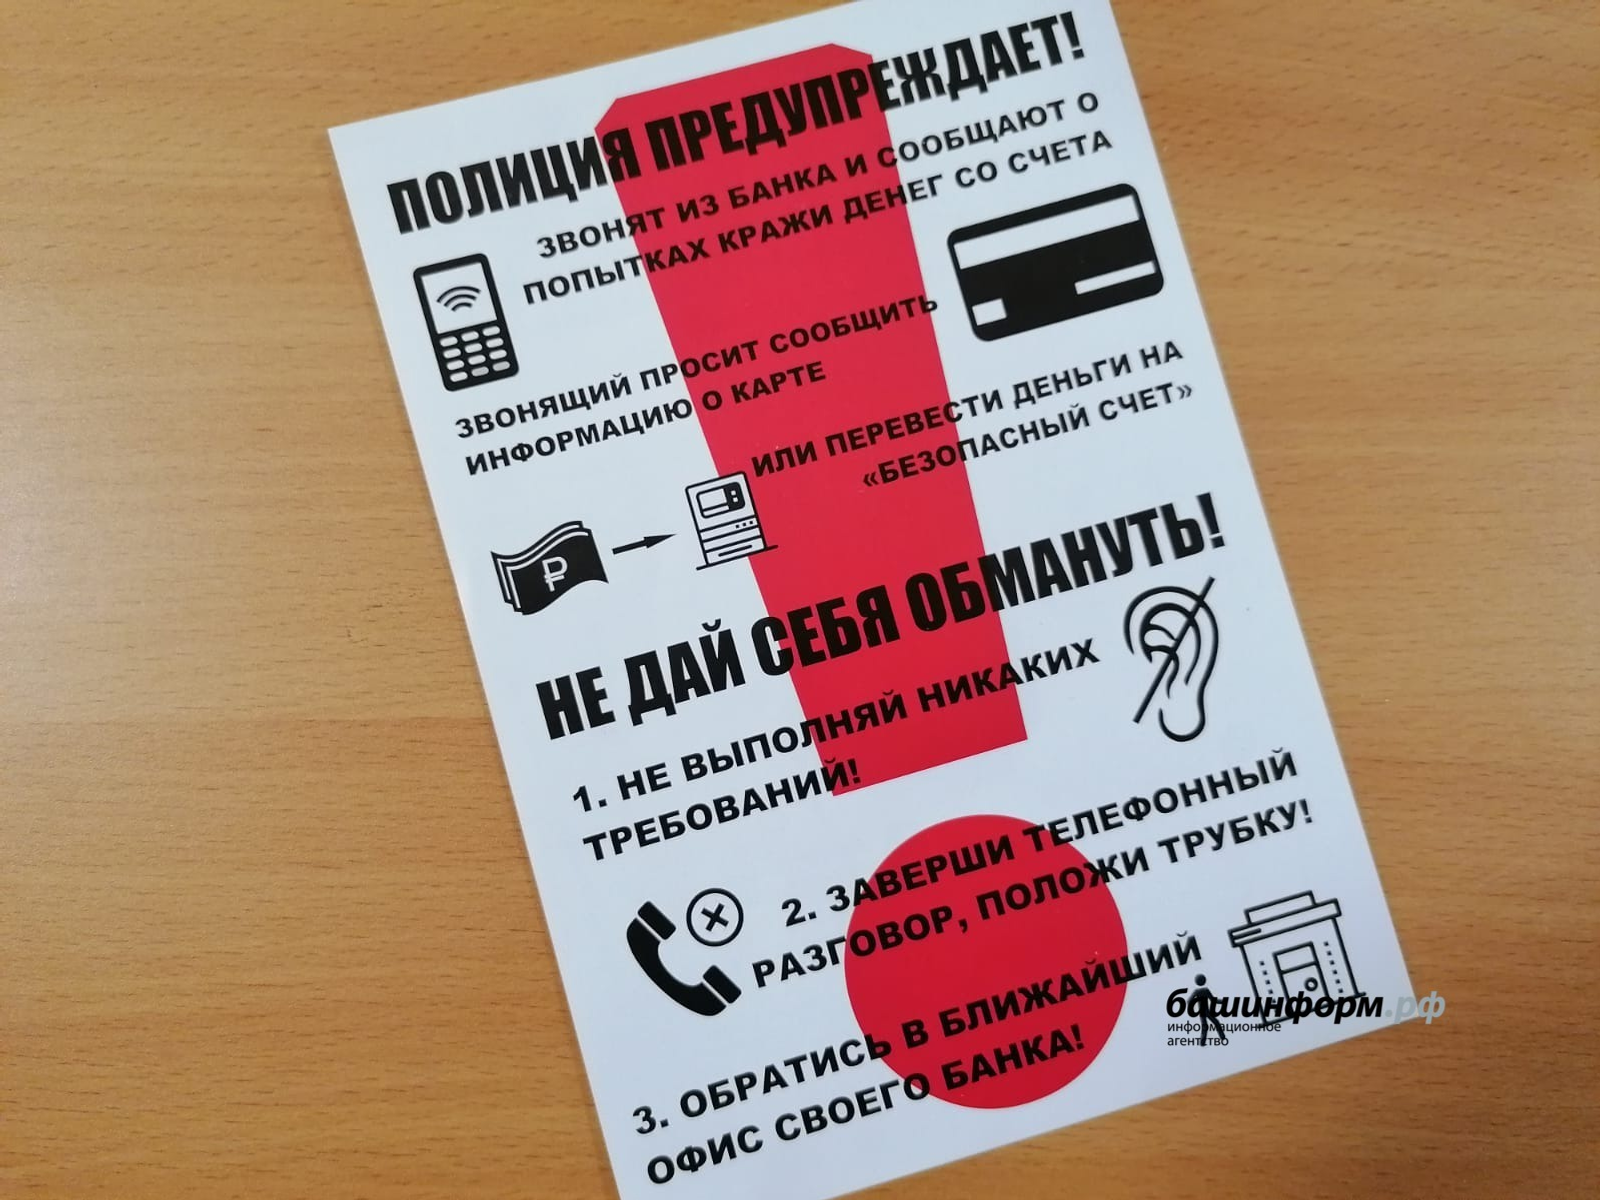 ПОЛИЦИЯ ПРЕДУПРЕЖДАЕТ!
ЗВОНЯТ ИЗ БАНКА И СООБЩАЮТ О
ПОПЫТКАХ КРАЖИ ДЕНЕГ СО СЧЕТА
ЗВОНЯЩИЙ ПРОСИТ СООБЩИТЬ
ИНФОРМАЦИЮ О КАРТЕ
ИЛИ ПЕРЕВЕСТИ ДЕНЬГИ НА
«БЕЗОПАСНЫЙ СЧЕТ»
₽
НЕ ДАЙ СЕБЯ ОБМАНУТЬ!
1. НЕ ВЫПОЛНЯЙ НИКАКИХ
ТРЕБОВАНИЙ!
2. ЗАВЕРШИ ТЕЛЕФОННЫЙ
РАЗГОВОР, ПОЛОЖИ ТРУБКУ!
3. ОБРАТИСЬ В БЛИЖАЙШИЙ
ОФИС СВОЕГО БАНКА!
башинформ.рф
информационное
агентство